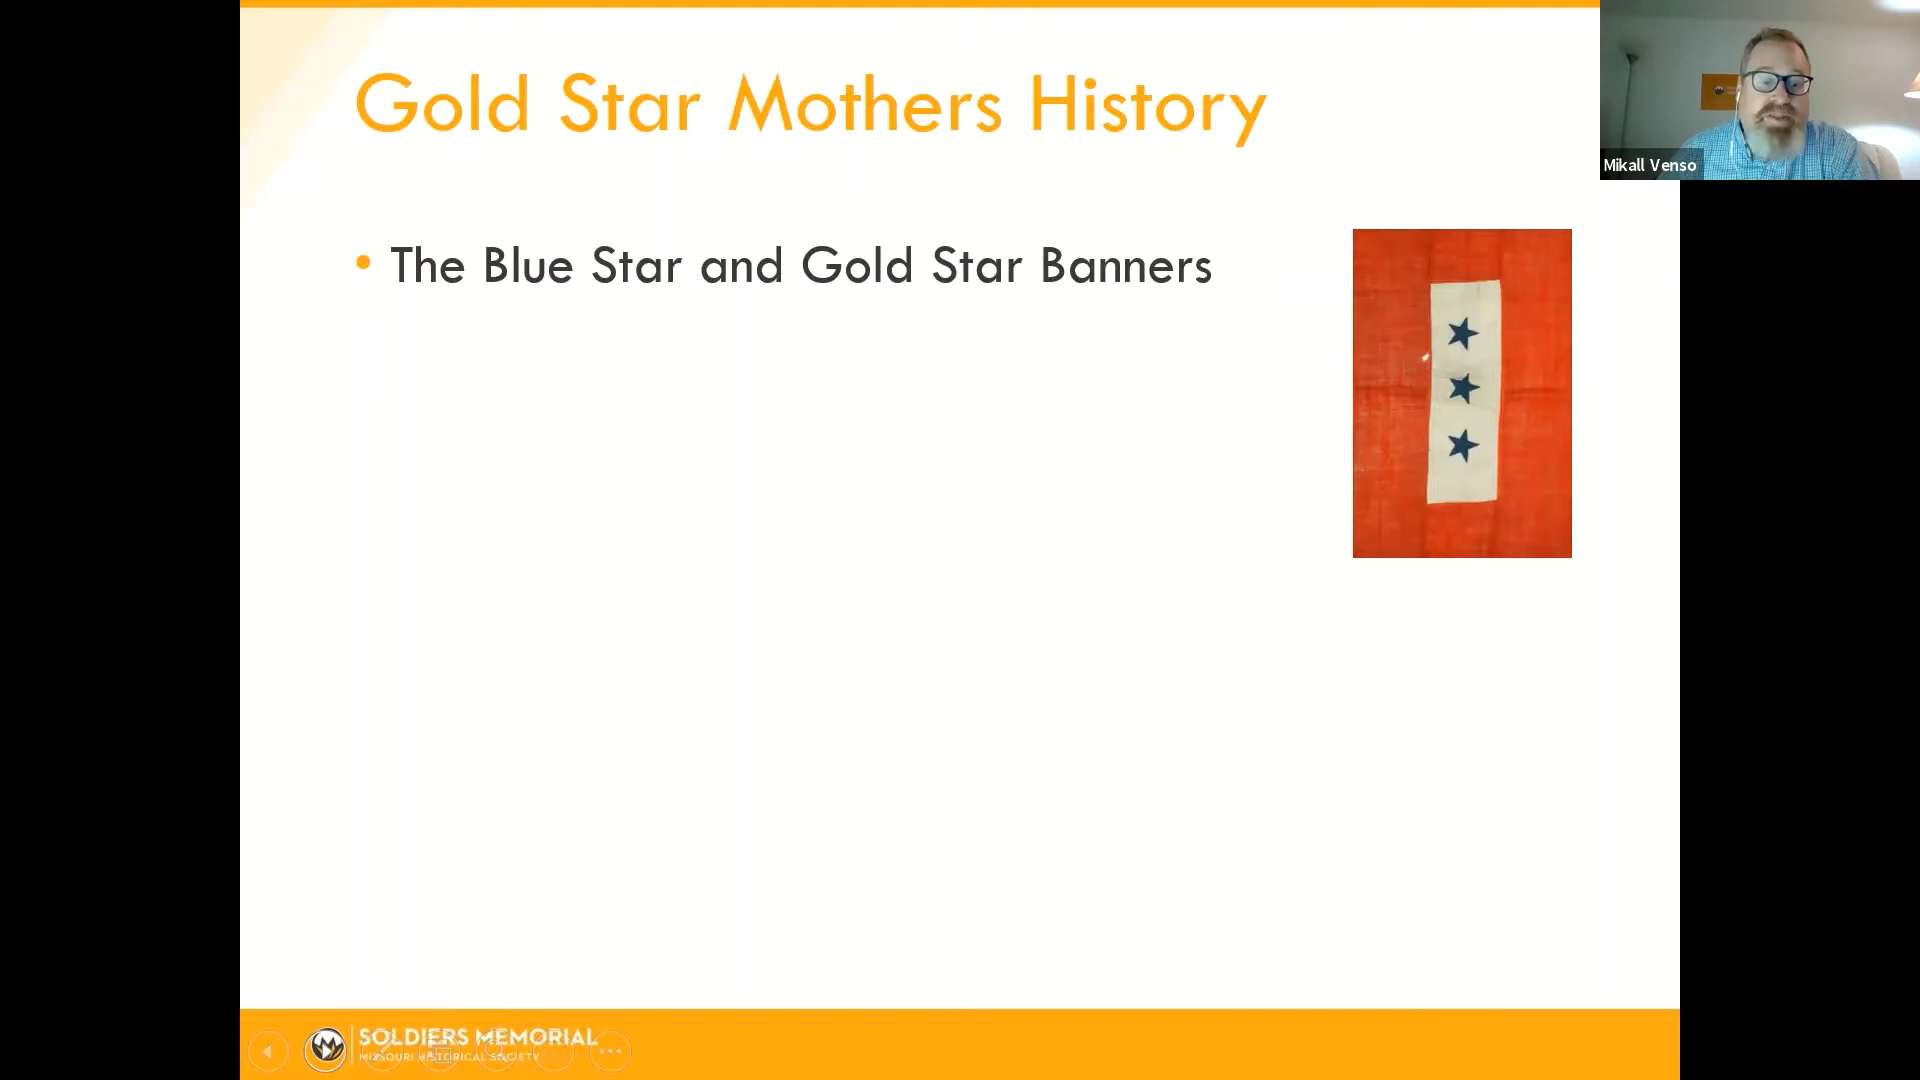 Gold Star Mothers History
Mikall Venso
• The Blue Star and Gold Star Banners
SOLDIERS MEMORIAL
MISSOURI HISTORICAL SOCIETY